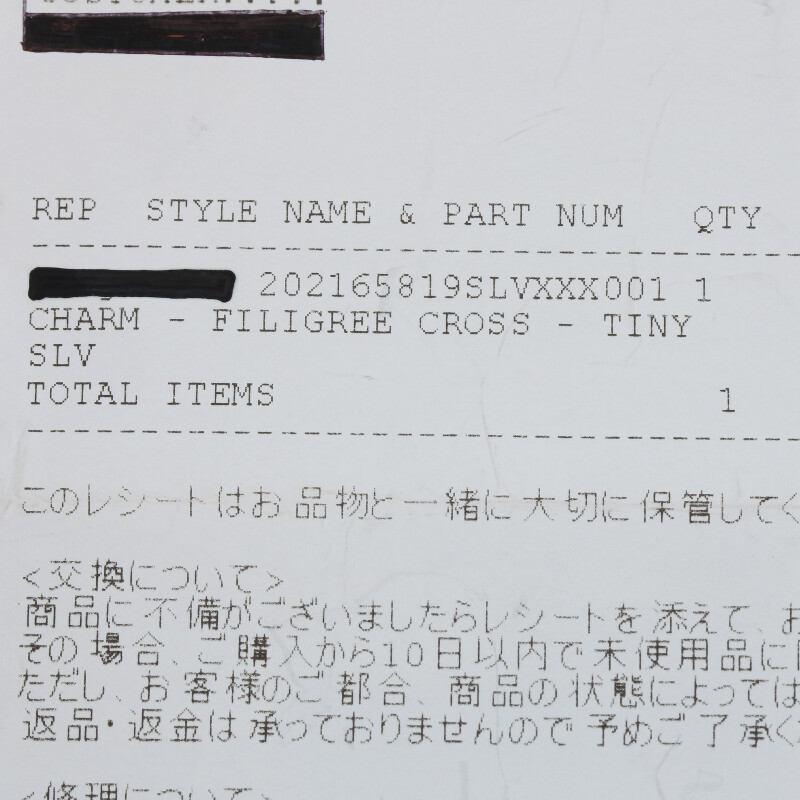 REP STYLE NAME & PART NUM QTY
202165819SLVXXX001 1
CHARM - FILIGREE CROSS - TINY
SLV
TOTAL ITEMS 1
このレシートはお品物と一緒に大切に保管してく
<交換について>
商品に不備がございましたらレシートを添えて、お
その場合、ご購入から10日以内で未使用品に
ただし、お客様のご都合、商品の状態によっては
返品・返金は承っておりませんので予めご了承く
<修理について>